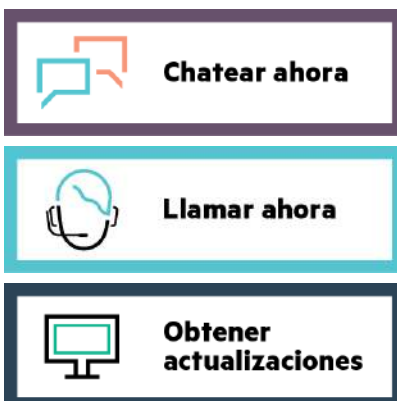 Chatear ahora
Llamar ahora
Obtener
actualizaciones